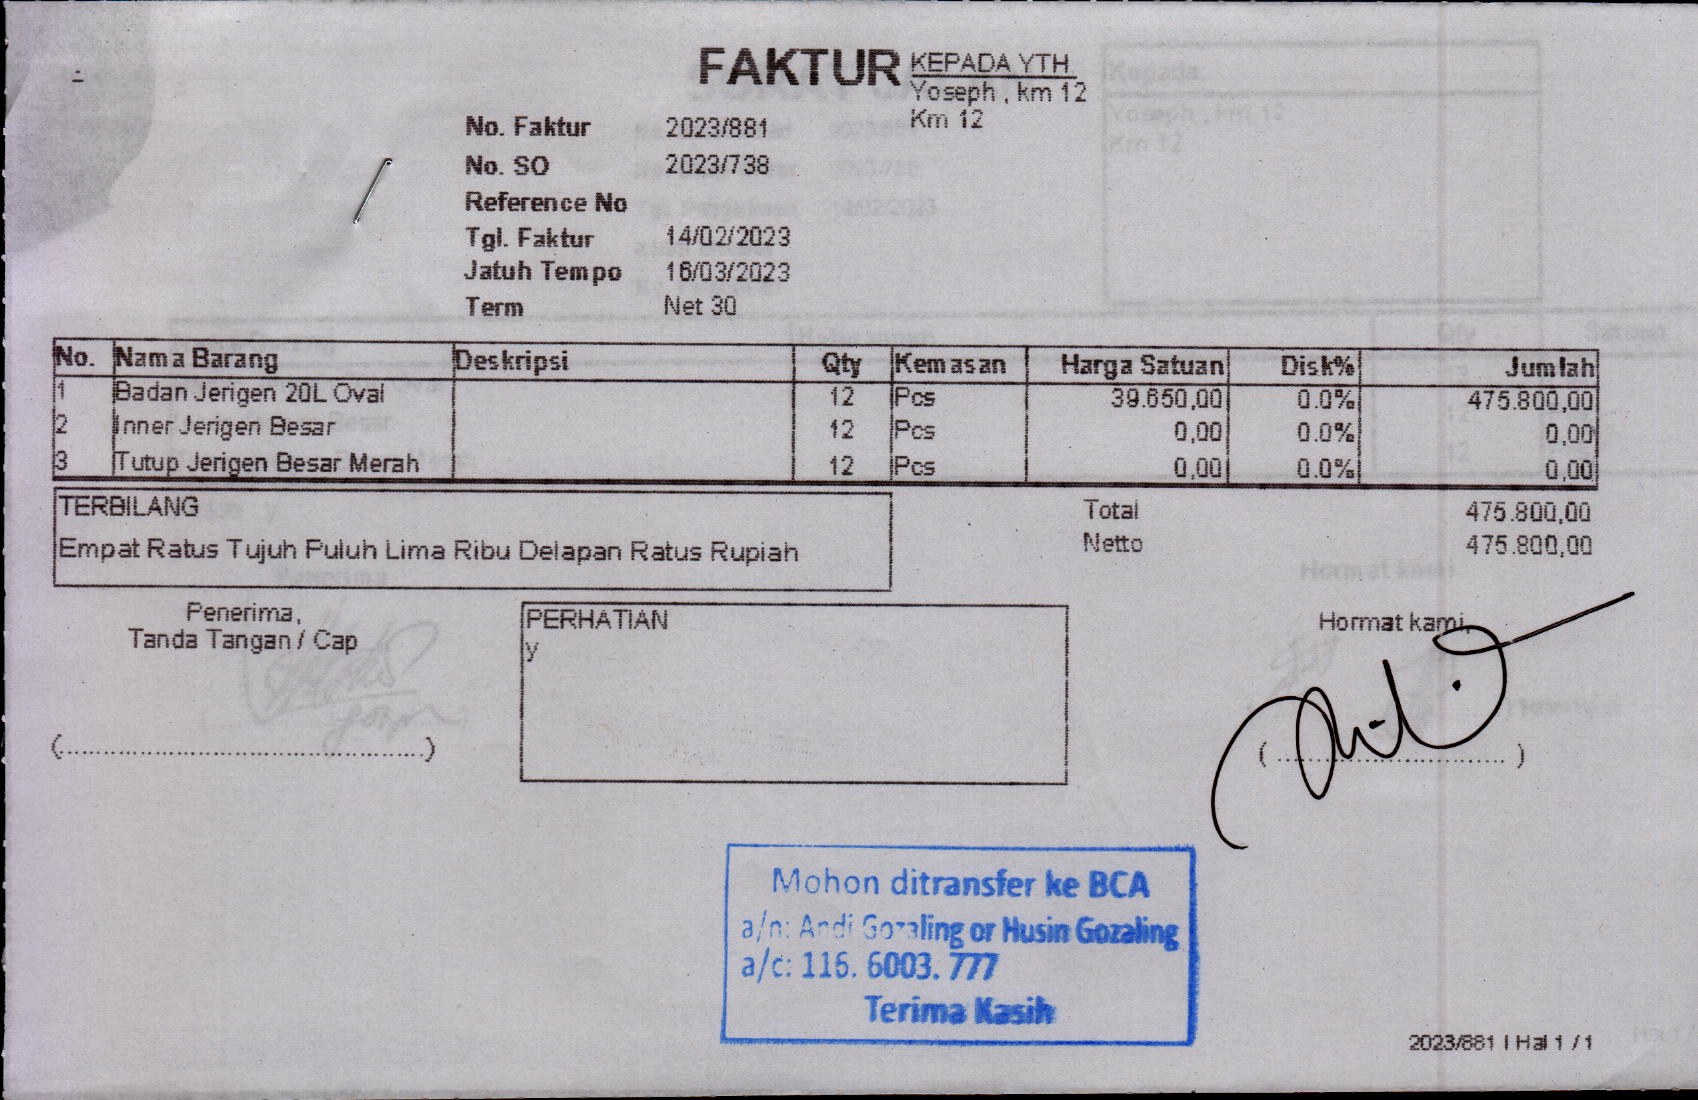 FAKTUR
KEPADA YTH.
Yoseph , km 12
Km 12
No. Faktur 2023/881
No. SO 2023/738
Reference No
Tgl. Faktur 14/02/2023
Jatuh Tempo 16/03/2023
Term Net 30
No. Nama Barang Deskripsi Qty Kemasan Harga Satuan Disk% Jumlah
1 Badan Jerigen 20L Oval 12 Pcs 39.650,00 0.0% 475.800,00
2 Inner Jerigen Besar 12 Pcs 0,00 0.0% 0,00
3 Tutup Jerigen Besar Merah 12 Pcs 0,00 0.0% 0,00
TERBILANG
Empat Ratus Tujuh Puluh Lima Ribu Delapan Ratus Rupiah
Total 475.800,00
Netto 475.800,00
Penerima,
Tanda Tangan / Cap
(........................................................)
PERHATIAN
y
Hormat kami,
( ................................... )
Mohon ditransfer ke BCA
a/n: Andi Gozaling or Husin Gozaling
a/c: 116. 6003. 777
Terima Kasih
2023/881 | Hal 1 / 1